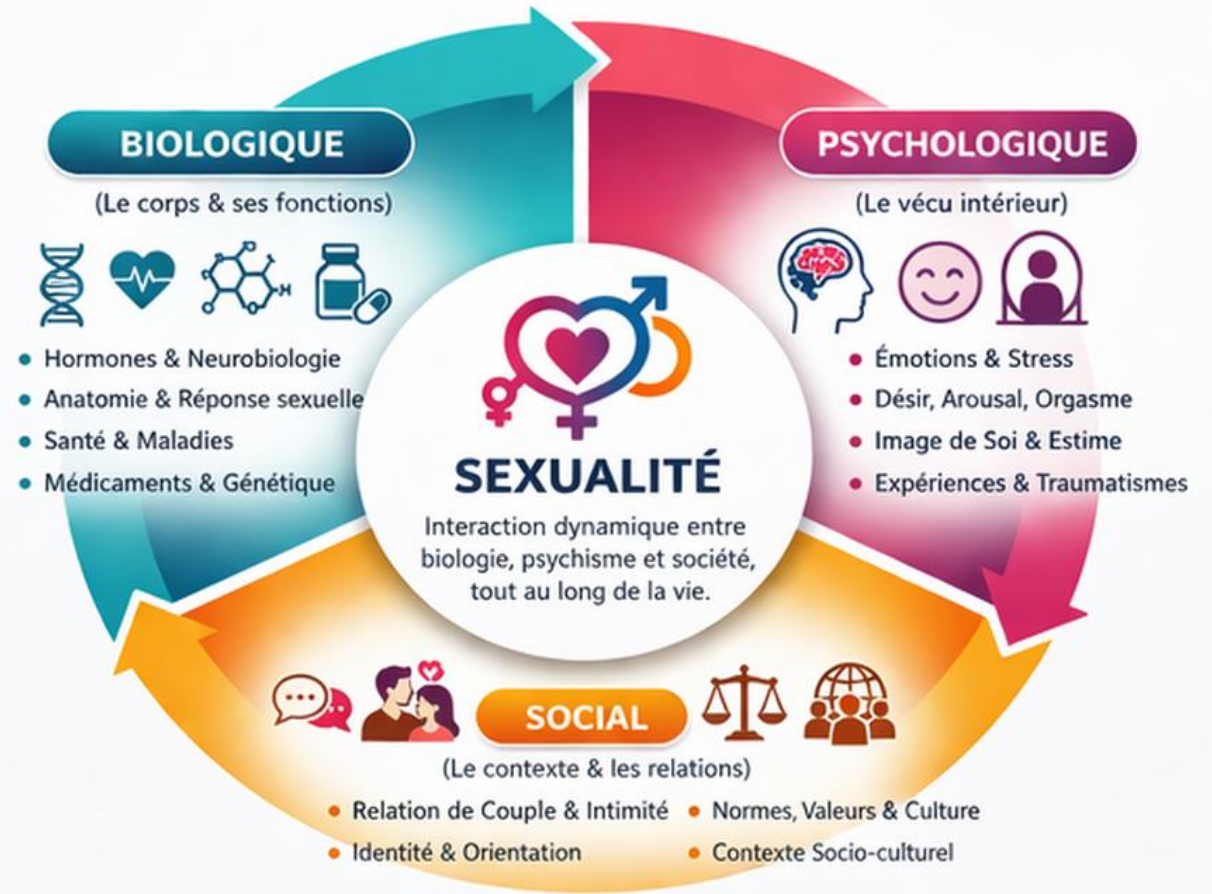 BIOLOGIQUE
(Le corps & ses fonctions)
• Hormones & Neurobiologie
• Anatomie & Réponse sexuelle
• Santé & Maladies
• Médicaments & Génétique
PSYCHOLOGIQUE
(Le vécu intérieur)
• Émotions & Stress
• Désir, Arousal, Orgasme
• Image de Soi & Estime
• Expériences & Traumatismes
SEXUALITÉ
Interaction dynamique entre
biologie, psychisme et société,
tout au long de la vie.
SOCIAL
(Le contexte & les relations)
• Relation de Couple & Intimité
• Identité & Orientation
• Normes, Valeurs & Culture
• Contexte Socio-culturel